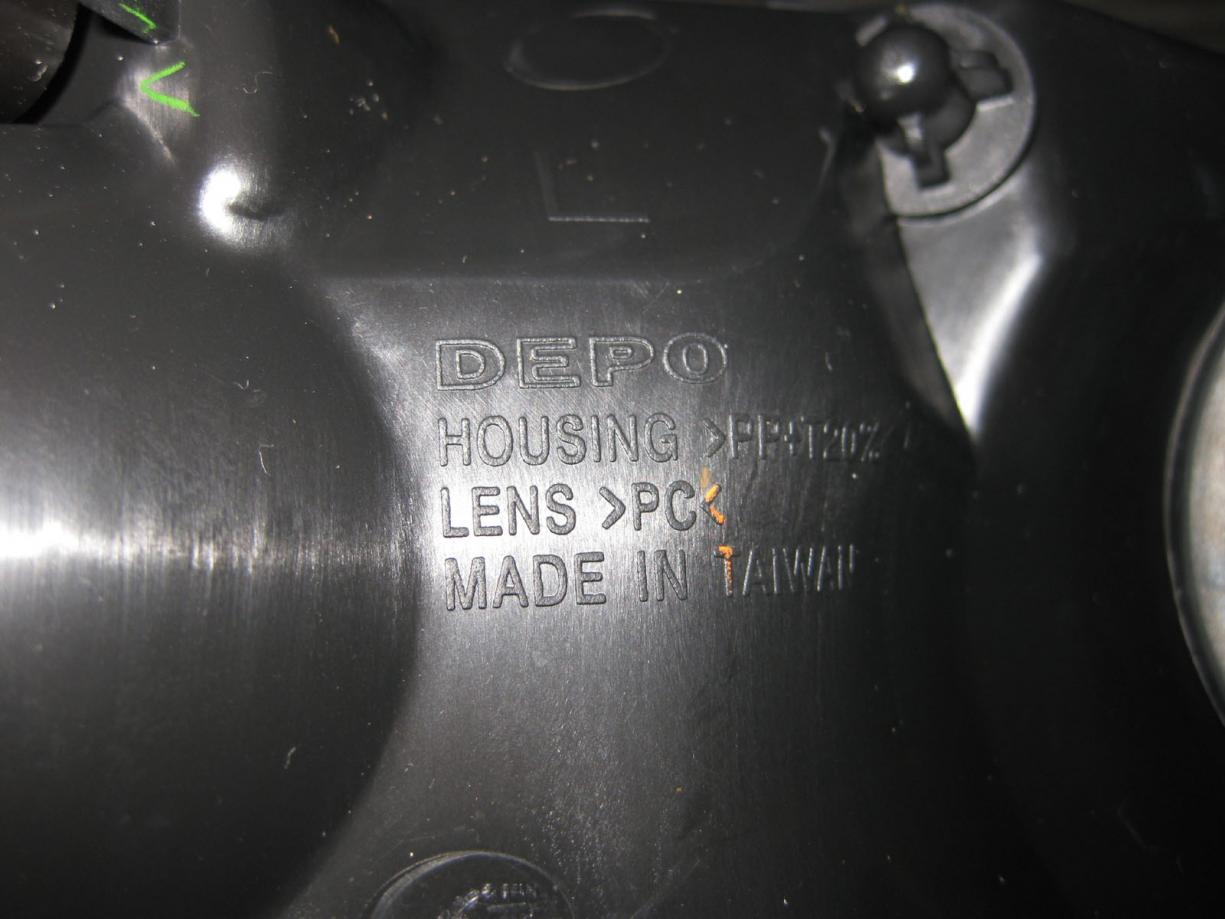 L
DEPO
HOUSING >PP+T20%
LENS >PC<
MADE IN TAIWAN